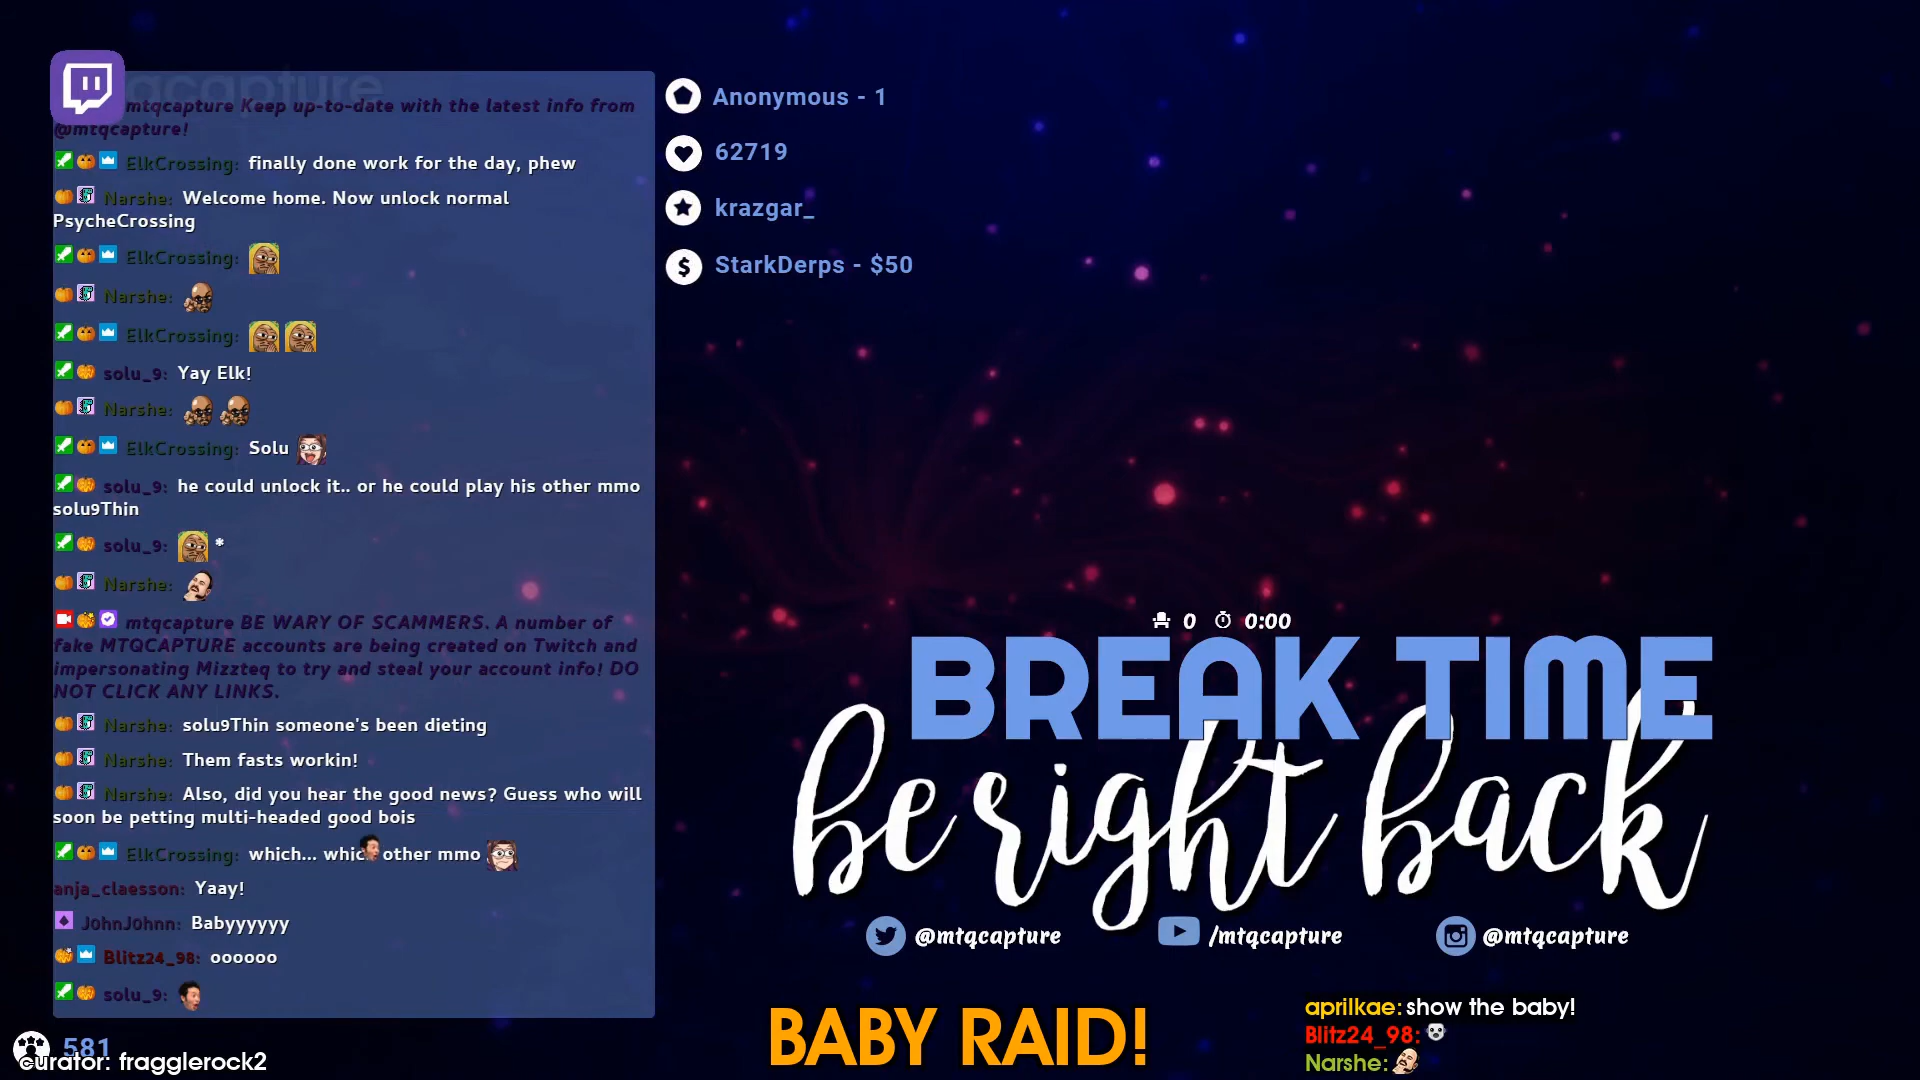 qcapture
mtqcapture Keep up-to-date with the latest info from
@mtqcapture!
ElkCrossing: finally done work for the day, phew
Narshe: Welcome home. Now unlock normal
PsycheCrossing
ElkCrossing:
Narshe:
ElkCrossing:
solu_9: Yay Elk!
Narshe:
ElkCrossing: Solu
solu_9: he could unlock it.. or he could play his other mmo
solu9Thin
solu_9: *
Narshe:
mtqcapture BE WARY OF SCAMMERS. A number of
fake MTQCAPTURE accounts are being created on Twitch and
impersonating Mizzteq to try and steal your account info! DO
NOT CLICK ANY LINKS.
Narshe: solu9Thin someone's been dieting
Narshe: Them fasts workin!
Narshe: Also, did you hear the good news? Guess who will
soon be petting multi-headed good bois
ElkCrossing: which... which other mmo
anja_claesson: Yaay!
J0hnJ0hnn: Babyyyyyy
Blitz24_98: oooooo
solu_9:
581
curator: fragglerock2
Anonymous - 1
62719
krazgar_
StarkDerps - $50
0 0:00
BREAK TIME
be right back
@mtqcapture /mtqcapture @mtqcapture
BABY RAID!
aprilkae: show the baby!
Blitz24_98:
Narshe: